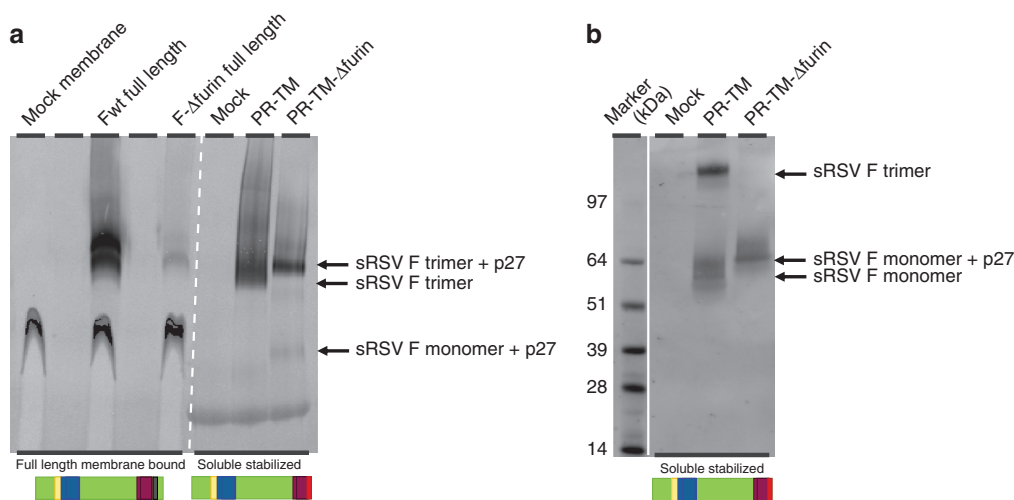 a
Mock membrane
Fwt full length
F-Δfurin full length
Mock
PR-TM
PR-TM-Δfurin
sRSV F trimer + p27
sRSV F trimer
sRSV F monomer + p27
Full length membrane bound
Soluble stabilized
b
Marker
(kDa)
Mock
PR-TM
PR-TM-Δfurin
97
64
51
39
28
14
sRSV F trimer
sRSV F monomer + p27
sRSV F monomer
Soluble stabilized